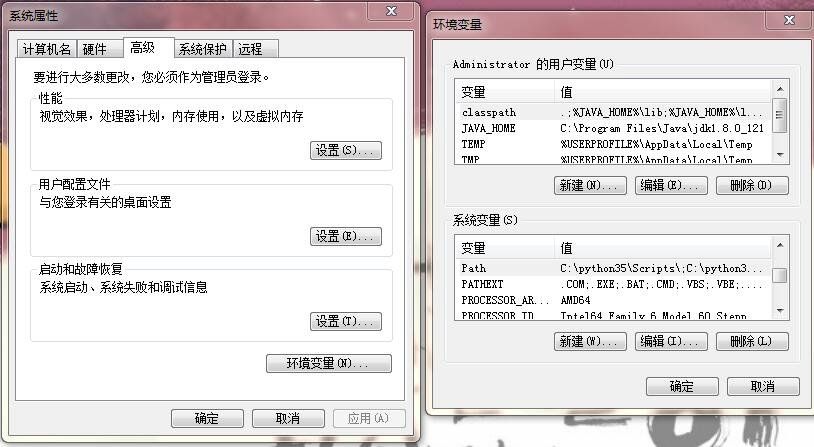 系统属性
计算机名 硬件 高级 系统保护 远程
要进行大多数更改，您必须作为管理员登录。
性能
视觉效果，处理器计划，内存使用，以及虚拟内存
设置(S)...
用户配置文件
与您登录有关的桌面设置
设置(E)...
启动和故障恢复
系统启动、系统失败和调试信息
设置(T)...
环境变量(N)...
确定 取消 应用(A)
环境变量
Administrator 的用户变量(U)
变量 值
classpath .;%JAVA_HOME%\lib;%JAVA_HOME%\l...
JAVA_HOME C:\Program Files\Java\jdk1.8.0_121
TEMP %USERPROFILE%\AppData\Local\Temp
TMP %USERPROFILE%\AppData\Local\Temp
新建(N)... 编辑(E)... 删除(D)
系统变量(S)
变量 值
Path C:\python35\Scripts\;C:\python3...
PATHEXT .COM;.EXE;.BAT;.CMD;.VBS;.VBE;....
PROCESSOR_AR... AMD64
PROCESSOR_ID Intel64 Family 6 Model 60 Stepp
新建(W)... 编辑(I)... 删除(L)
确定 取消